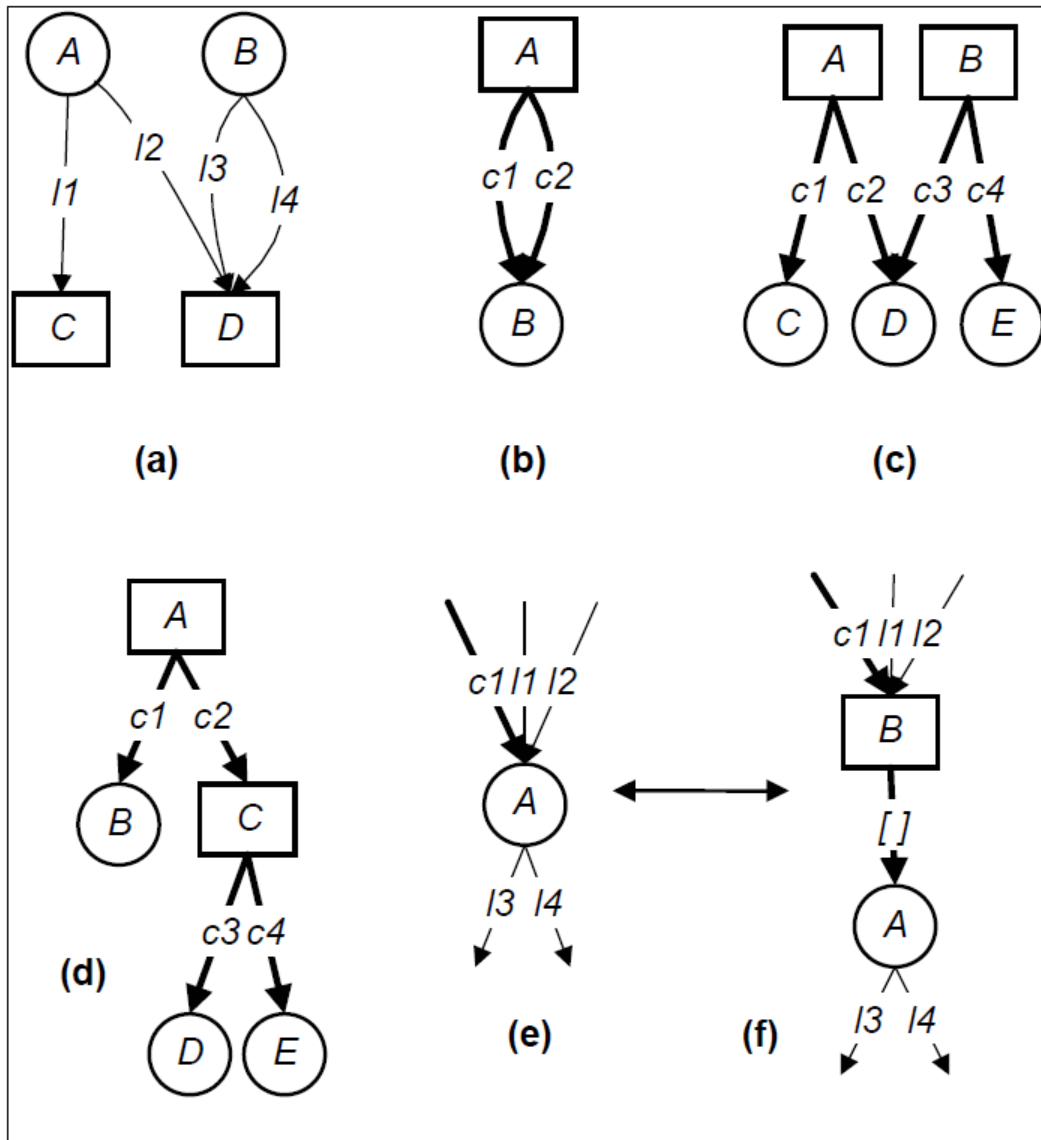 A B A A B
l1 l2 l3 l4 c1 c2 c1 c2 c3 c4
C D B C D E
(a) (b) (c)
A
c1 l1 l2
c1 l1 l2
c1 c2
B
B C A
[ ]
c3 c4 l3 l4 A
(d)
D E (e) (f) l3 l4